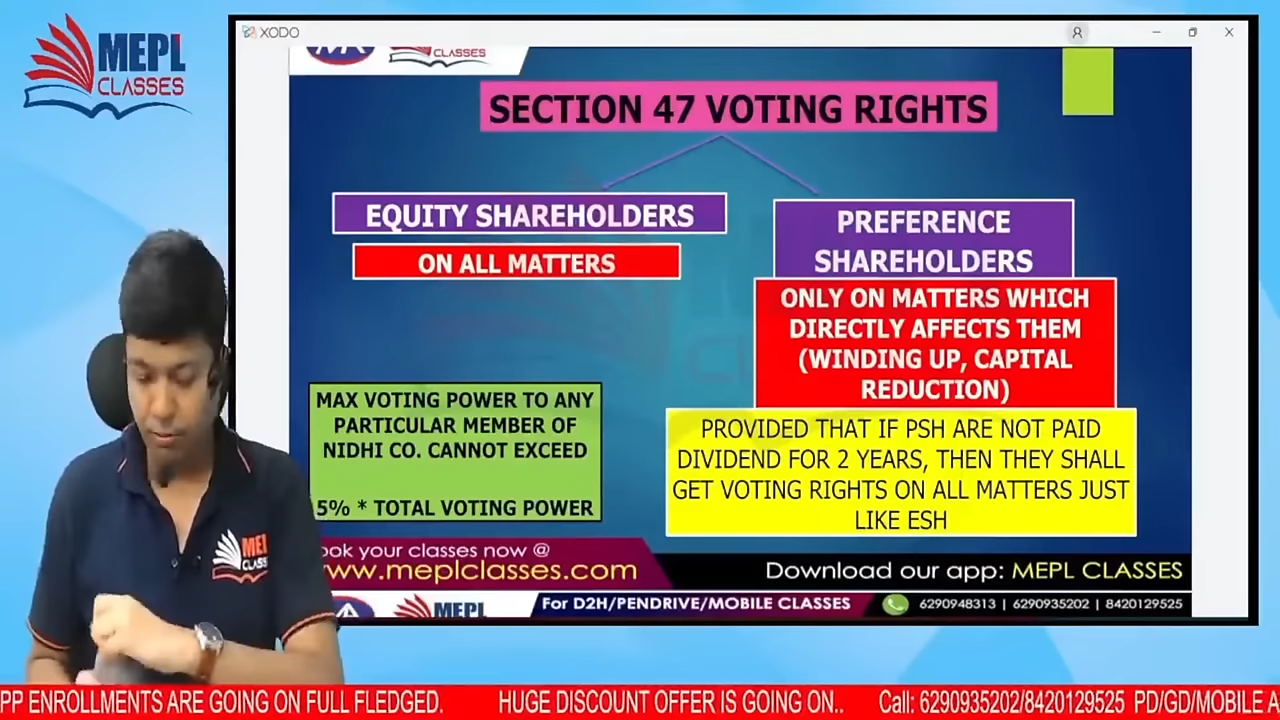 MEPL
CLASSES
XODO
CLASSES
SECTION 47 VOTING RIGHTS
EQUITY SHAREHOLDERS
ON ALL MATTERS
PREFERENCE
SHAREHOLDERS
ONLY ON MATTERS WHICH
DIRECTLY AFFECTS THEM
(WINDING UP, CAPITAL
REDUCTION)
MAX VOTING POWER TO ANY
PARTICULAR MEMBER OF
NIDHI CO. CANNOT EXCEED
5% * TOTAL VOTING POWER
PROVIDED THAT IF PSH ARE NOT PAID
DIVIDEND FOR 2 YEARS, THEN THEY SHALL
GET VOTING RIGHTS ON ALL MATTERS JUST
LIKE ESH
ook your classes now @
www.meplclasses.com
Download our app: MEPL CLASSES
MEPL
For D2H/PENDRIVE/MOBILE CLASSES
6290948313 | 6290935202 | 8420129525
PP ENROLLMENTS ARE GOING ON FULL FLEDGED. HUGE DISCOUNT OFFER IS GOING ON.. Call: 6290935202/8420129525 PD/GD/MOBILE A